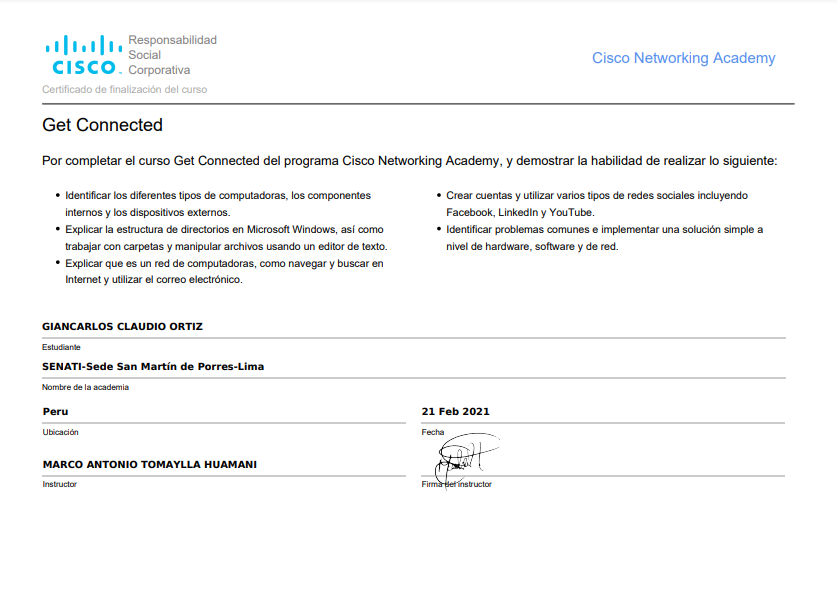 Responsabilidad
Social
Corporativa
CISCO
Cisco Networking Academy
Certificado de finalización del curso
Get Connected
Por completar el curso Get Connected del programa Cisco Networking Academy, y demostrar la habilidad de realizar lo siguiente:
• Identificar los diferentes tipos de computadoras, los componentes
internos y los dispositivos externos.
• Explicar la estructura de directorios en Microsoft Windows, así como
trabajar con carpetas y manipular archivos usando un editor de texto.
• Explicar que es un red de computadoras, como navegar y buscar en
Internet y utilizar el correo electrónico.
• Crear cuentas y utilizar varios tipos de redes sociales incluyendo
Facebook, LinkedIn y YouTube.
• Identificar problemas comunes e implementar una solución simple a
nivel de hardware, software y de red.
GIANCARLOS CLAUDIO ORTIZ
Estudiante
SENATI-Sede San Martín de Porres-Lima
Nombre de la academia
Peru
Ubicación
21 Feb 2021
Fecha
MARCO ANTONIO TOMAYLLA HUAMANI
Instructor
Firma del instructor